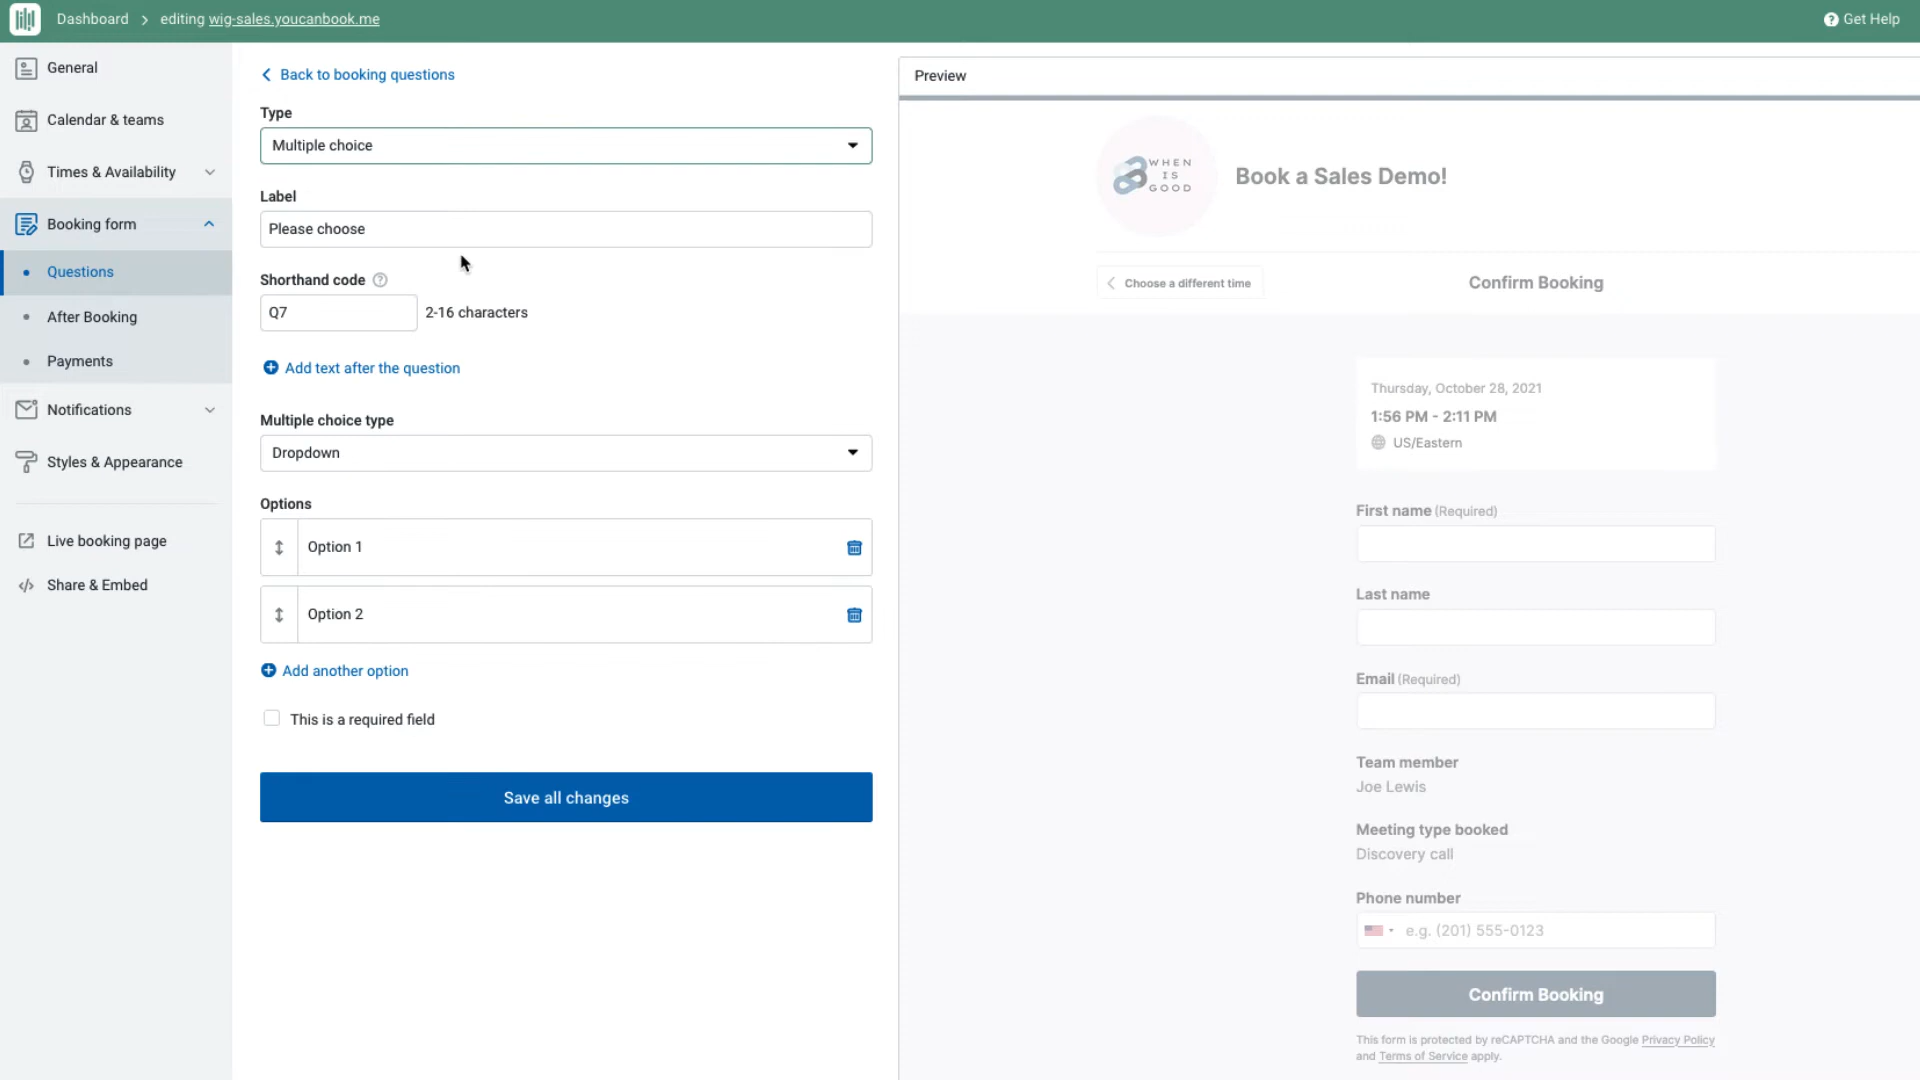 Dashboard > editing wig-sales.youcanbook.me
Get Help
General
Calendar & teams
Times & Availability
Booking form
Questions
After Booking
Payments
Notifications
Styles & Appearance
Live booking page
Share & Embed
Back to booking questions
Type
Multiple choice
Label
Please choose
Shorthand code
Q7 2-16 characters
Add text after the question
Multiple choice type
Dropdown
Options
Option 1
Option 2
Add another option
This is a required field
Save all changes
Preview
WHEN
IS
GOOD
Book a Sales Demo!
Choose a different time
Confirm Booking
Thursday, October 28, 2021
1:56 PM - 2:11 PM
US/Eastern
First name (Required)
Last name
Email (Required)
Team member
Joe Lewis
Meeting type booked
Discovery call
Phone number
e.g. (201) 555-0123
Confirm Booking
This form is protected by reCAPTCHA and the Google Privacy Policy
and Terms of Service apply.